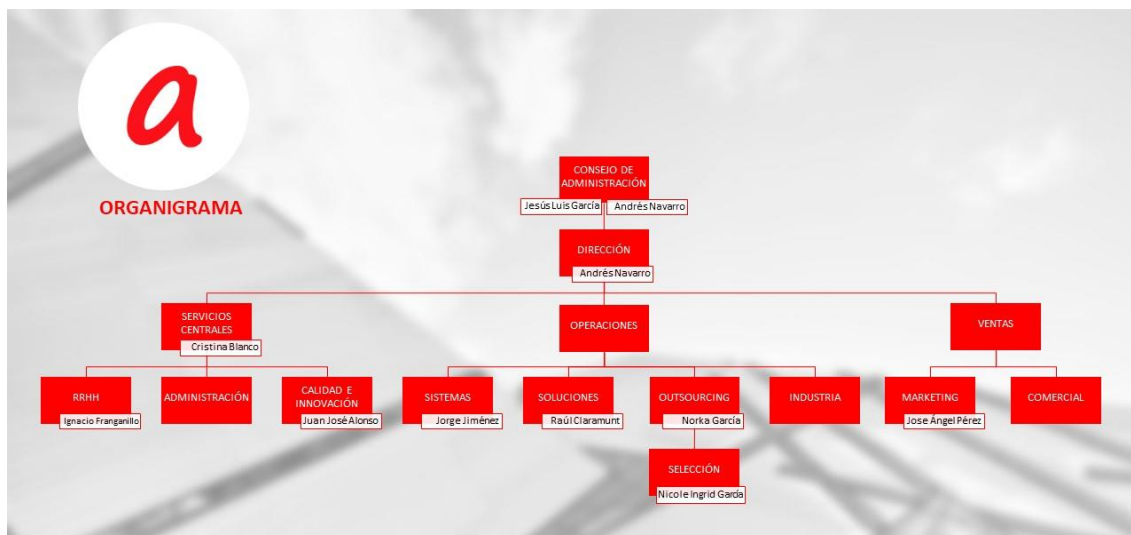 a
ORGANIGRAMA
CONSEJO DE
ADMINISTRACIÓN
Jesús Luis García
Andrés Navarro
DIRECCIÓN
Andrés Navarro
SERVICIOS
CENTRALES
Cristina Blanco
OPERACIONES
VENTAS
RRHH
Ignacio Franganillo
ADMINISTRACIÓN
CALIDAD E
INNOVACIÓN
Juan José Alonso
SISTEMAS
Jorge Jiménez
SOLUCIONES
Raúl Claramunt
OUTSOURCING
Norka García
INDUSTRIA
MARKETING
Jose Ángel Pérez
COMERCIAL
SELECCIÓN
Nicole Ingrid García